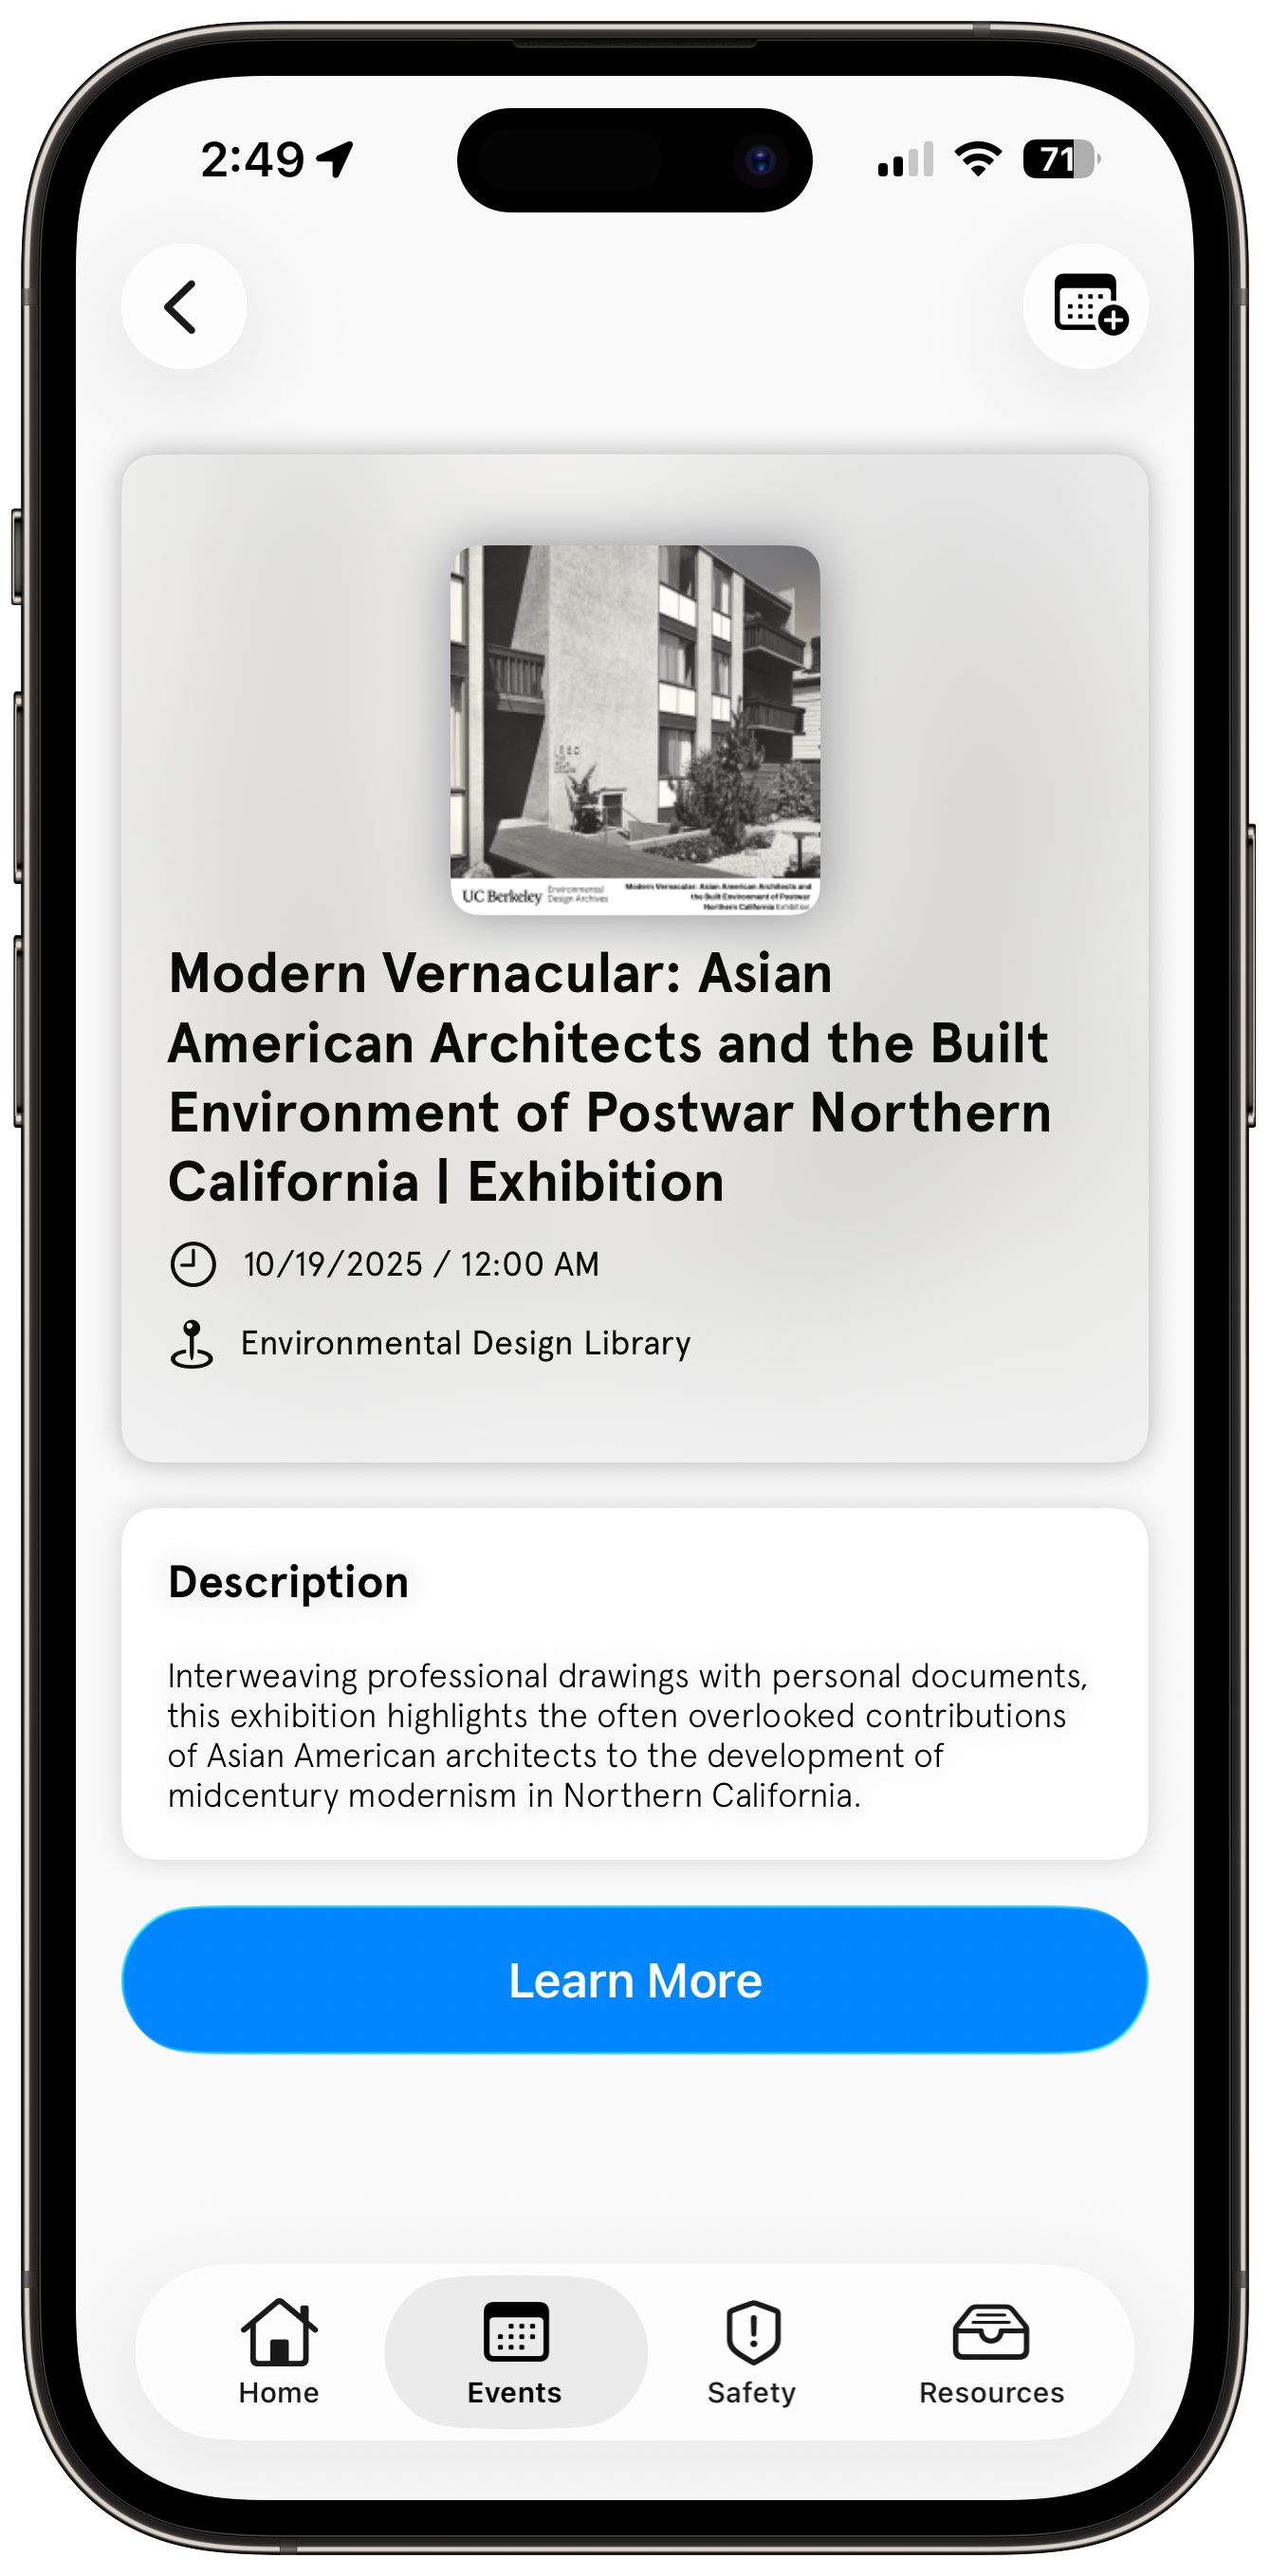 2:49
71
1860
UC Berkeley Environmental
Design Archives
Modern Vernacular: Asian American Architects and
the Built Environment of Postwar
Northern California Exhibition
Modern Vernacular: Asian
American Architects and the Built
Environment of Postwar Northern
California | Exhibition
10/19/2025 / 12:00 AM
Environmental Design Library
Description
Interweaving professional drawings with personal documents,
this exhibition highlights the often overlooked contributions
of Asian American architects to the development of
midcentury modernism in Northern California.
Learn More
Home
Events
Safety
Resources